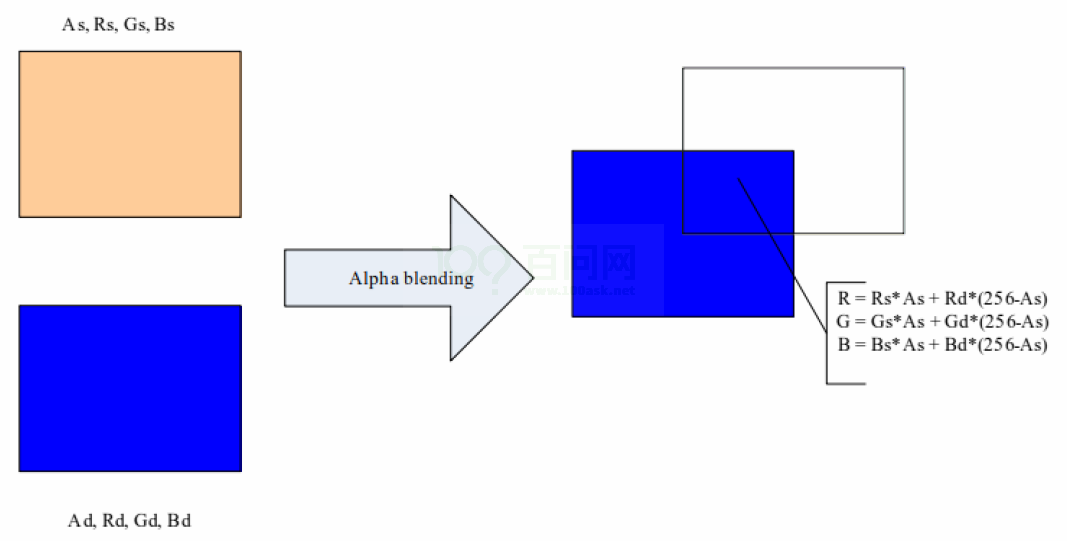 As, Rs, Gs, Bs
Alpha blending
百问网
www.100ask.net
R = Rs*As + Rd*(256-As)
G = Gs*As + Gd*(256-As)
B = Bs*As + Bd*(256-As)
Ad, Rd, Gd, Bd